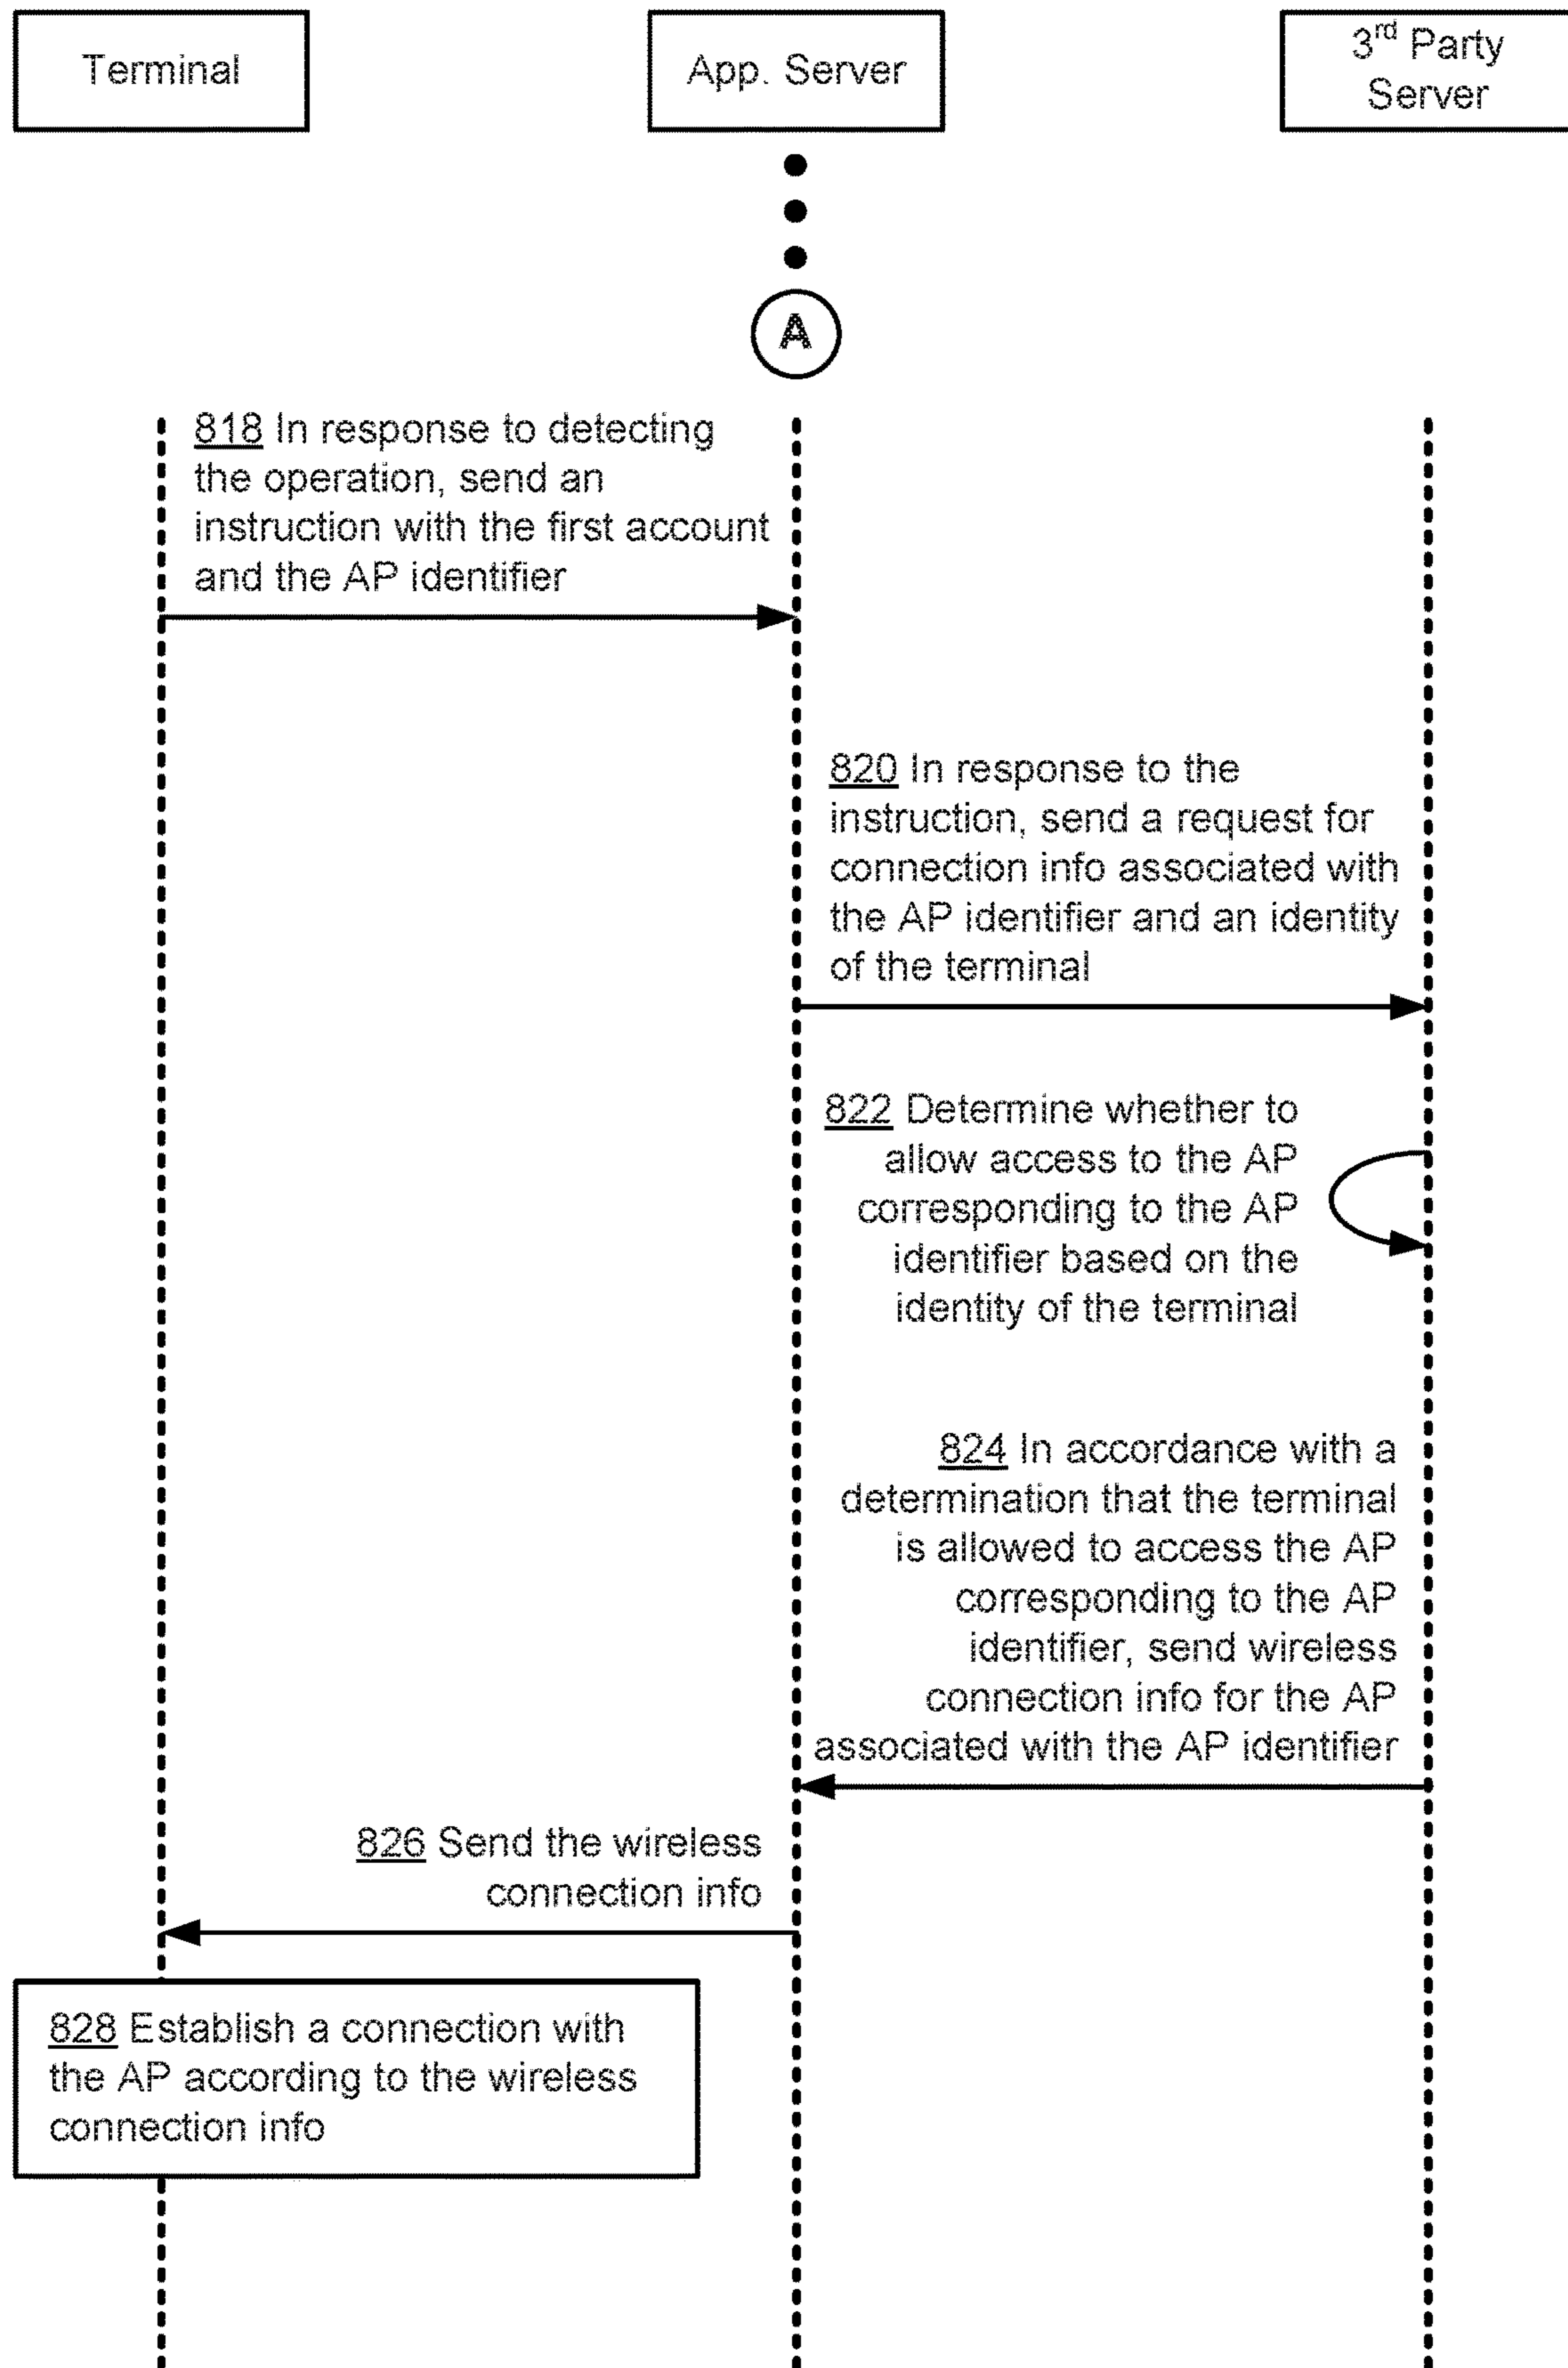 Terminal
App. Server
3rd Party
Server
A
818 In response to detecting
the operation, send an
instruction with the first account
and the AP identifier
820 In response to the
instruction, send a request for
connection info associated with
the AP identifier and an identity
of the terminal
822 Determine whether to
allow access to the AP
corresponding to the AP
identifier based on the
identity of the terminal
824 In accordance with a
determination that the terminal
is allowed to access the AP
corresponding to the AP
identifier, send wireless
connection info for the AP
associated with the AP identifier
826 Send the wireless
connection info
828 Establish a connection with
the AP according to the wireless
connection info